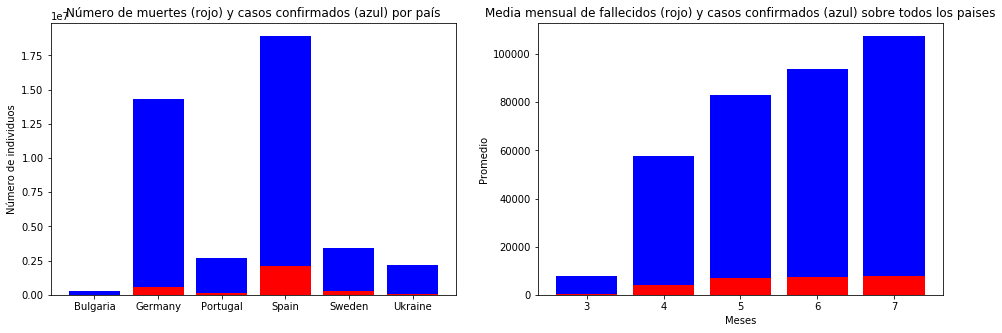 Número de muertes (rojo) y casos confirmados (azul) por país
1e7
1.75
1.50
1.25
1.00
0.75
0.50
0.25
0.00
Número de individuos
Bulgaria Germany Portugal Spain Sweden Ukraine
Media mensual de fallecidos (rojo) y casos confirmados (azul) sobre todos los paises
100000
80000
60000
40000
20000
0
Promedio
3 4 5 6 7
Meses